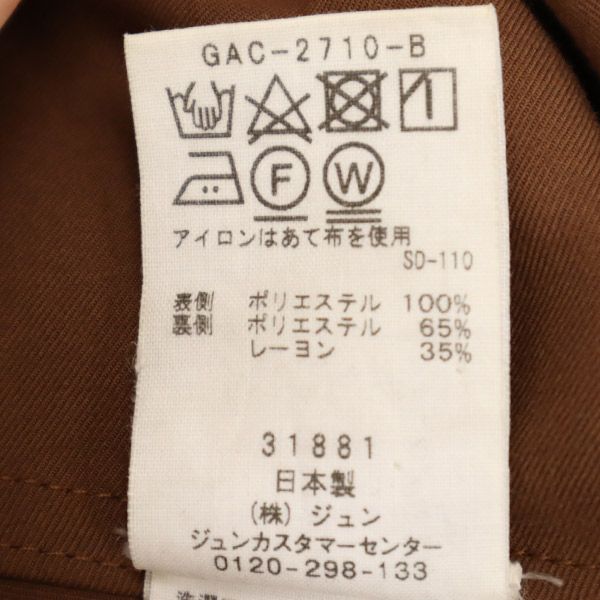 GAC-2710-B
F W
アイロンはあて布を使用
SD-110
表側 ポリエステル 100%
裏側 ポリエステル 65%
レーヨン 35%
31881
日本製
(株) ジュン
ジュンカスタマーセンター
0120-298-133